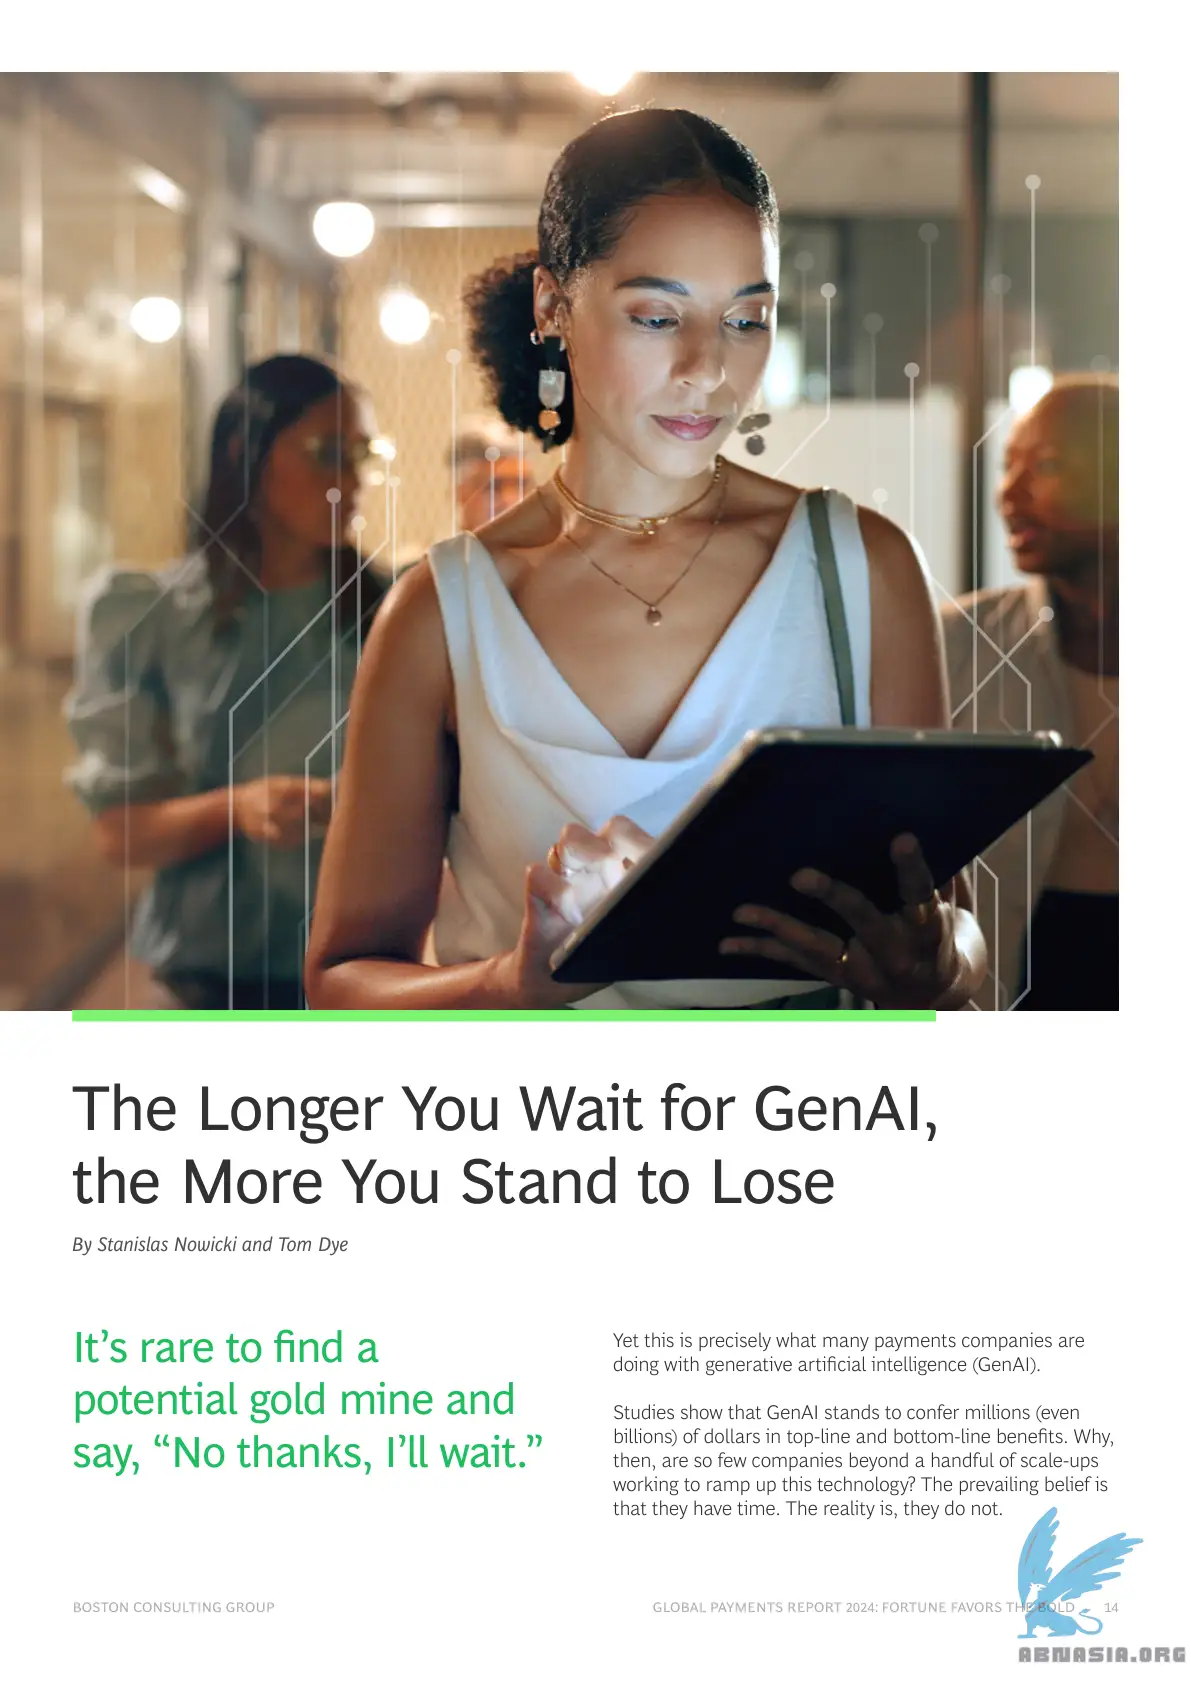 The Longer You Wait for GenAI,
the More You Stand to Lose
By Stanislas Nowicki and Tom Dye
It’s rare to find a
potential gold mine and
say, “No thanks, I’ll wait.”
Yet this is precisely what many payments companies are
doing with generative artificial intelligence (GenAI).
Studies show that GenAI stands to confer millions (even
billions) of dollars in top-line and bottom-line benefits. Why,
then, are so few companies beyond a handful of scale-ups
working to ramp up this technology? The prevailing belief is
that they have time. The reality is, they do not.
BOSTON CONSULTING GROUP
GLOBAL PAYMENTS REPORT 2024: FORTUNE FAVORS THE BOLD 14
ABNASIA.ORG